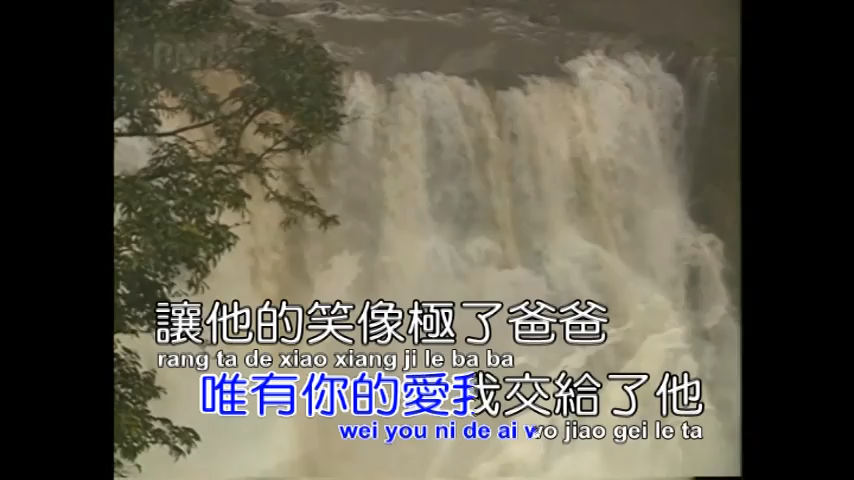 讓他的笑像極了爸爸
rang ta de xiao xiang ji le ba ba
唯有你的愛我交給了他
wei you ni de ai wo jiao gei le ta